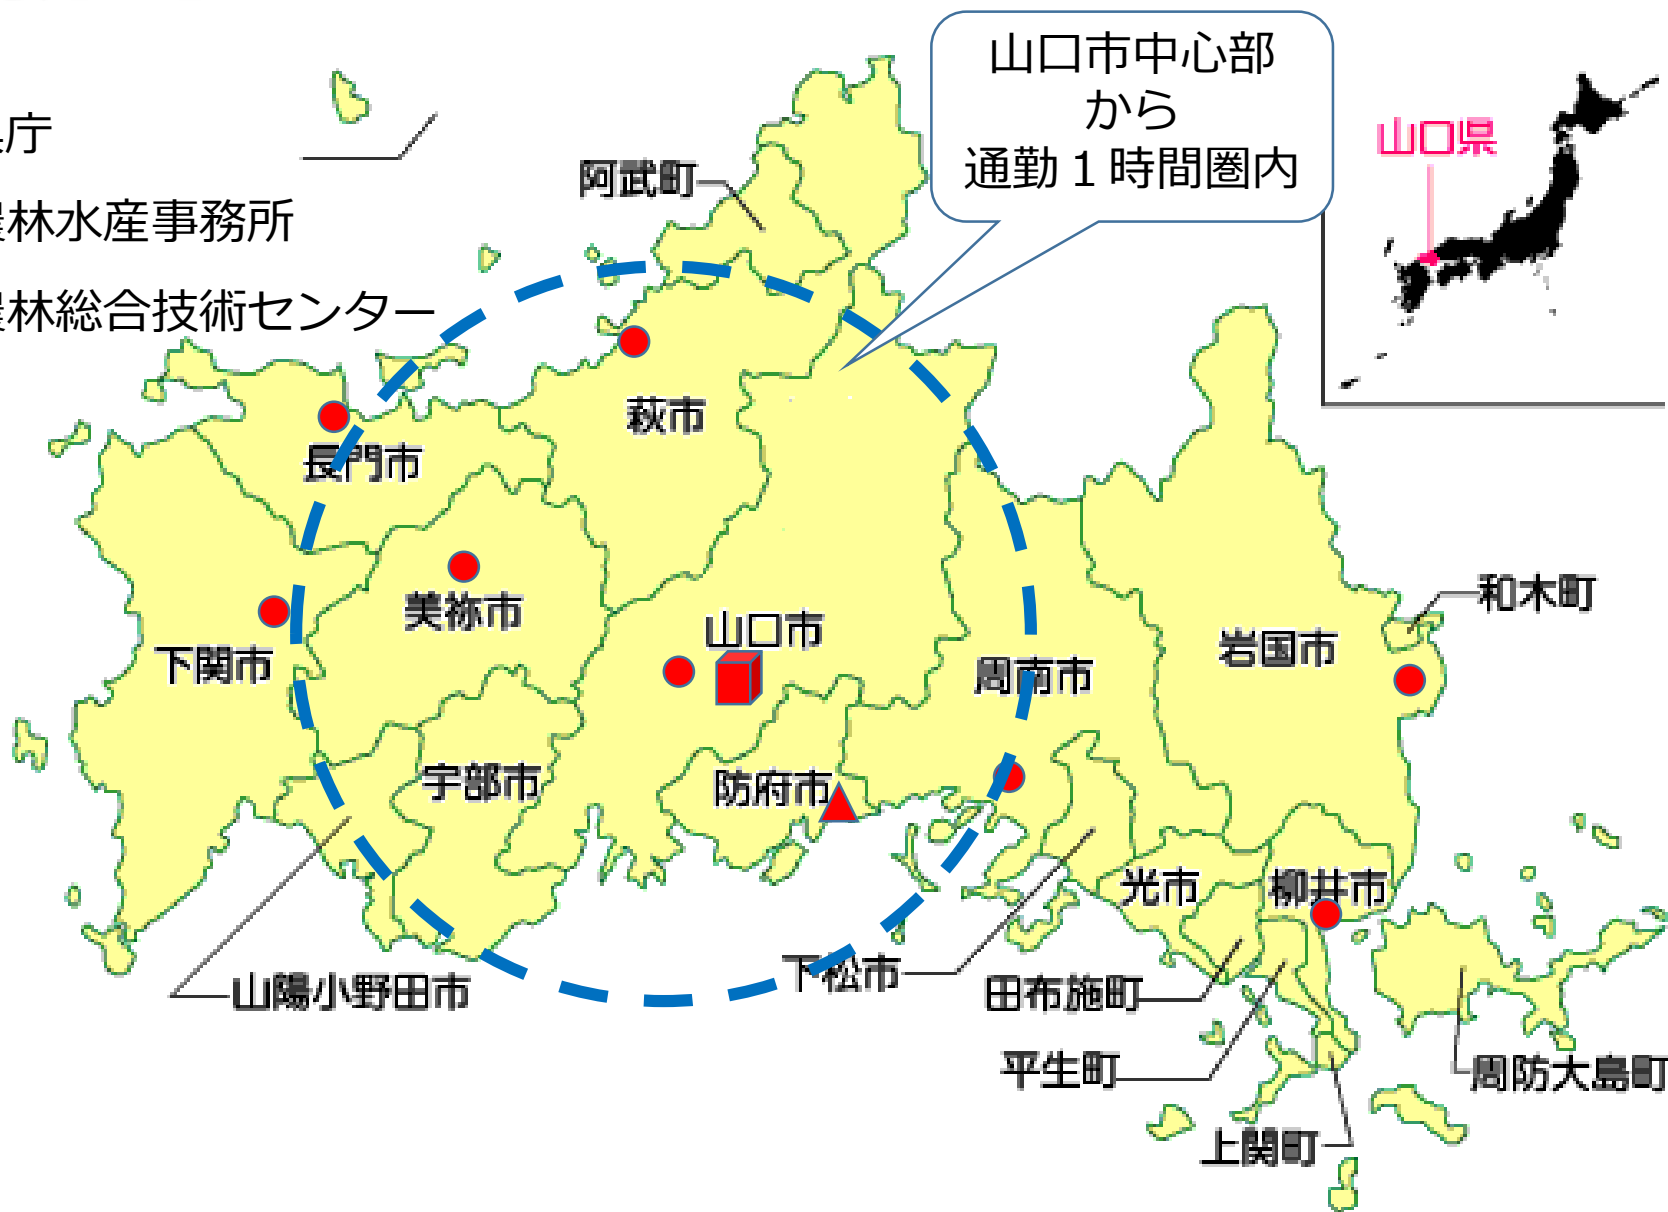 山口市中心部
から
通勤1時間圏内
県庁
農林水産事務所
農林総合技術センター
山口県
阿武町
萩市
長門市
美祢市
下関市
山口市
周南市
岩国市
和木町
宇部市
防府市
光市
柳井市
山陽小野田市
下松市
田布施町
平生町
周防大島町
上関町